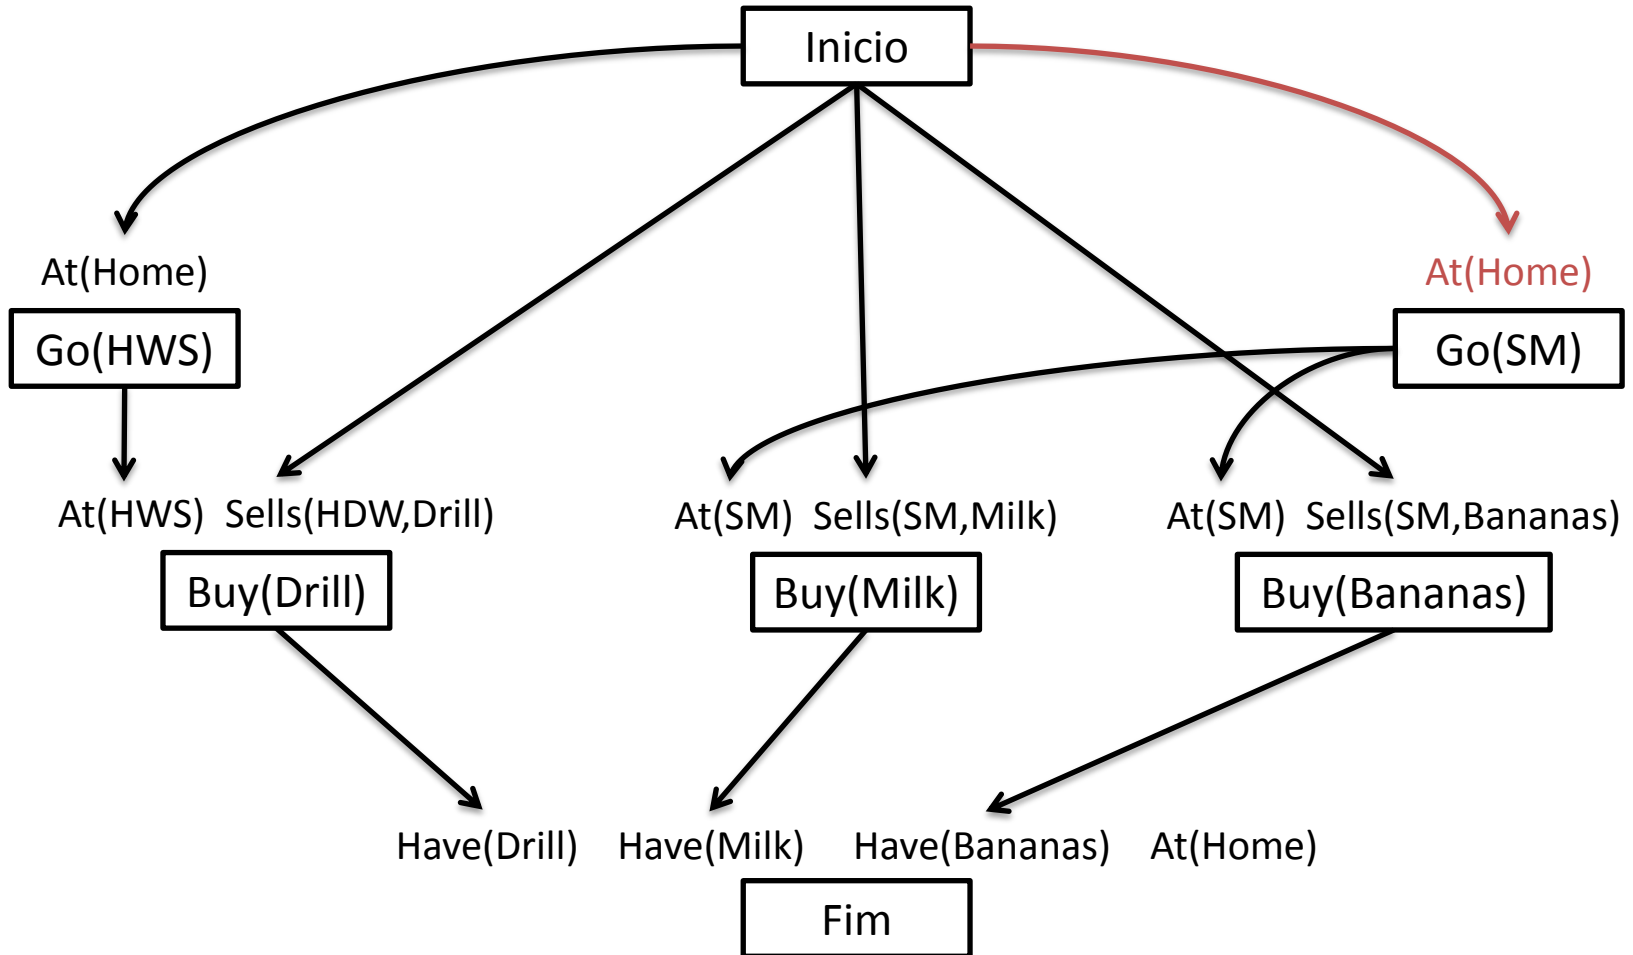 Inicio
At(Home) At(Home)
Go(HWS) Go(SM)
At(HWS) Sells(HDW,Drill) At(SM) Sells(SM,Milk) At(SM) Sells(SM,Bananas)
Buy(Drill) Buy(Milk) Buy(Bananas)
Have(Drill) Have(Milk) Have(Bananas) At(Home)
Fim